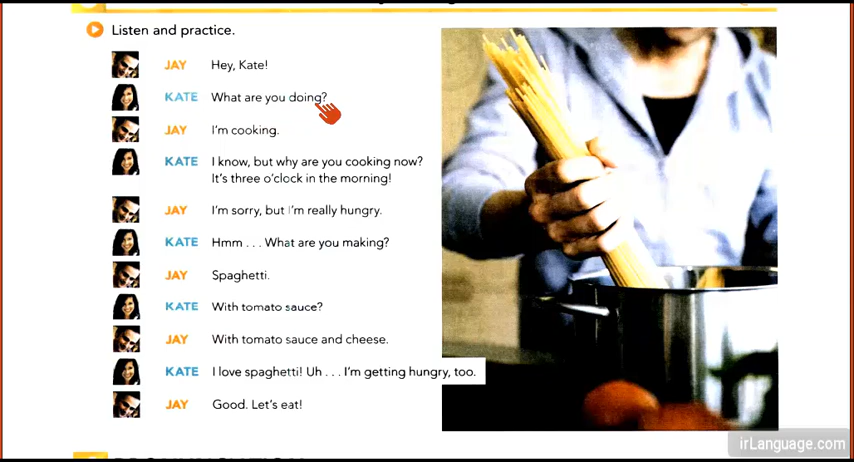 Listen and practice.
JAY Hey, Kate!
KATE What are you doing?
JAY I'm cooking.
KATE I know, but why are you cooking now?
It's three o'clock in the morning!
JAY I'm sorry, but I'm really hungry.
KATE Hmm . . . What are you making?
JAY Spaghetti.
KATE With tomato sauce?
JAY With tomato sauce and cheese.
KATE I love spaghetti! Uh . . . I'm getting hungry, too.
JAY Good. Let's eat!
irLanguage.com